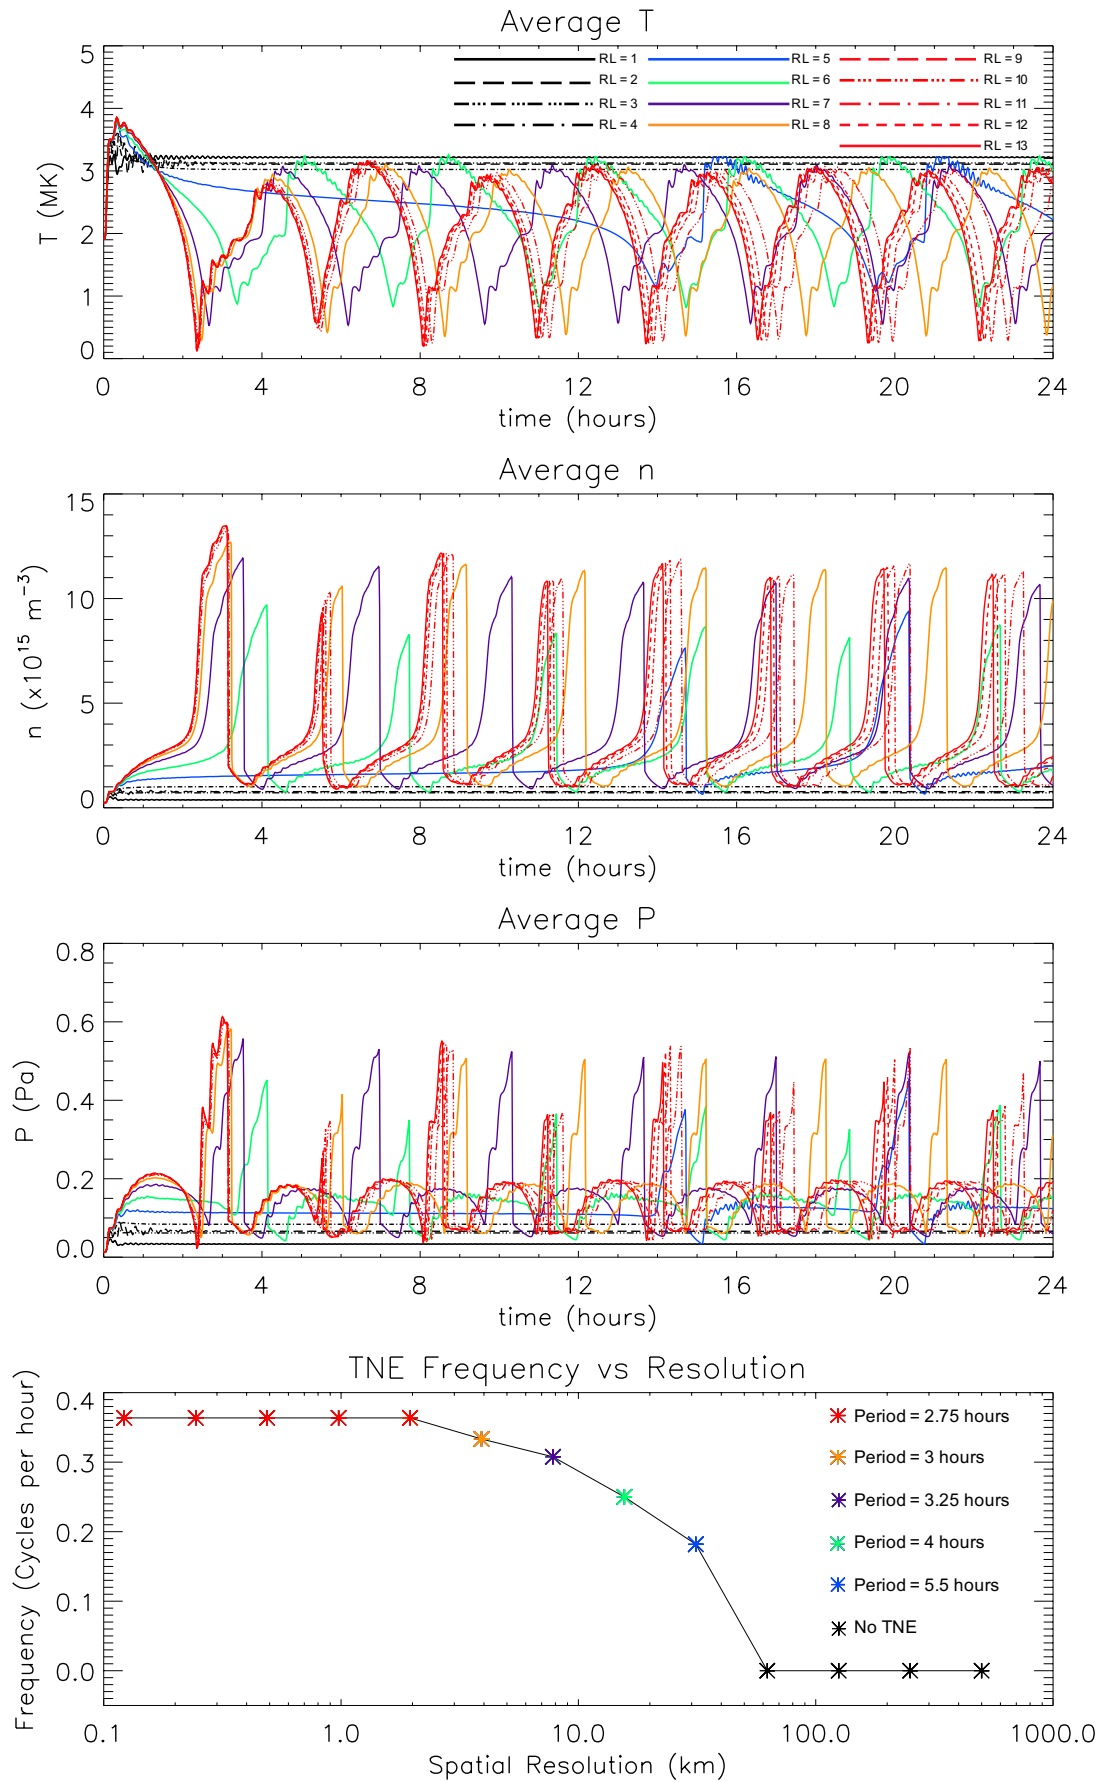 Average T
5
4
3
2
1
0
T (MK)
RL = 1
RL = 2
RL = 3
RL = 4
RL = 5
RL = 6
RL = 7
RL = 8
RL = 9
RL = 10
RL = 11
RL = 12
RL = 13
0 4 8 12 16 20 24
time (hours)
Average n
15
10
5
0
n (x10¹⁵ m⁻³)
0 4 8 12 16 20 24
time (hours)
Average P
0.8
0.6
0.4
0.2
0.0
P (Pa)
0 4 8 12 16 20 24
time (hours)
TNE Frequency vs Resolution
0.4
0.3
0.2
0.1
0.0
Frequency (Cycles per hour)
Period = 2.75 hours
Period = 3 hours
Period = 3.25 hours
Period = 4 hours
Period = 5.5 hours
No TNE
0.1 1.0 10.0 100.0 1000.0
Spatial Resolution (km)